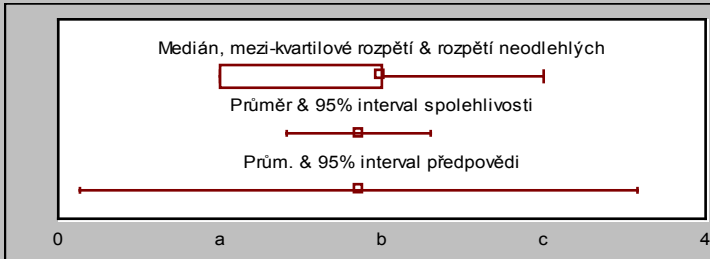 Medián, mezi-kvartilové rozpětí & rozpětí neodlehlých
Průměr & 95% interval spolehlivosti
Prům. & 95% interval předpovědi
0 a b c 4